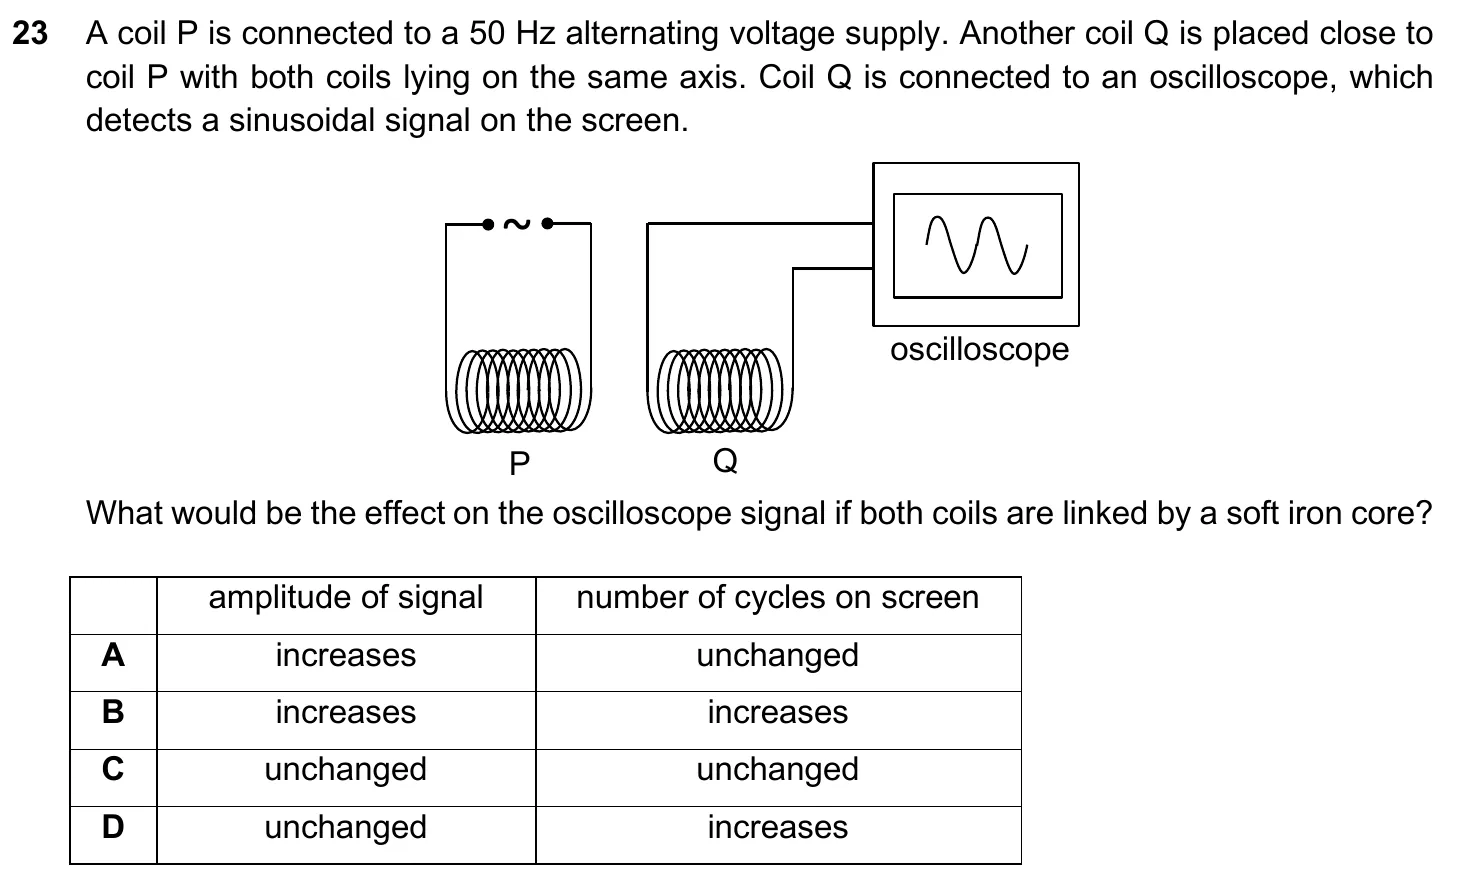 23 A coil P is connected to a 50 Hz alternating voltage supply. Another coil Q is placed close to
coil P with both coils lying on the same axis. Coil Q is connected to an oscilloscope, which
detects a sinusoidal signal on the screen.
~
oscilloscope
P Q
What would be the effect on the oscilloscope signal if both coils are linked by a soft iron core?
amplitude of signal number of cycles on screen
A increases unchanged
B increases increases
C unchanged unchanged
D unchanged increases